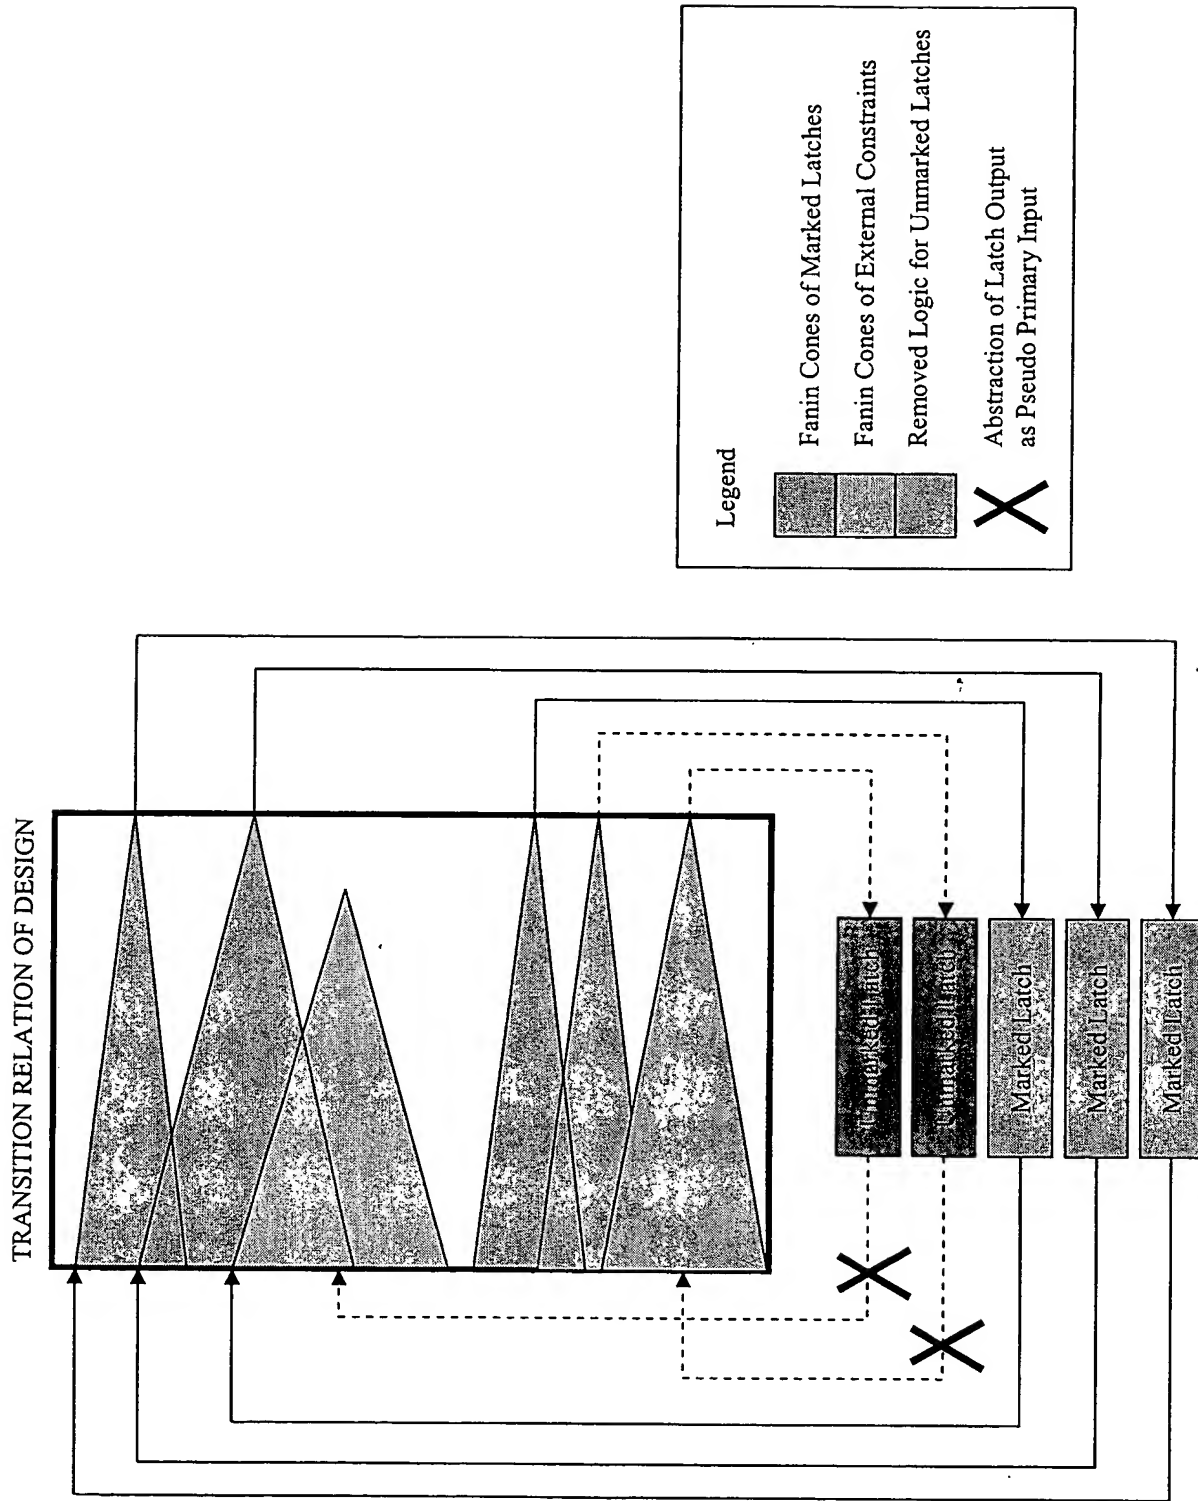 TRANSITION RELATION OF DESIGN
Unmarked Latch
Unmarked Latch
Marked Latch
Marked Latch
Marked Latch
Legend
Fanin Cones of Marked Latches
Fanin Cones of External Constraints
Removed Logic for Unmarked Latches
Abstraction of Latch Output
as Pseudo Primary Input